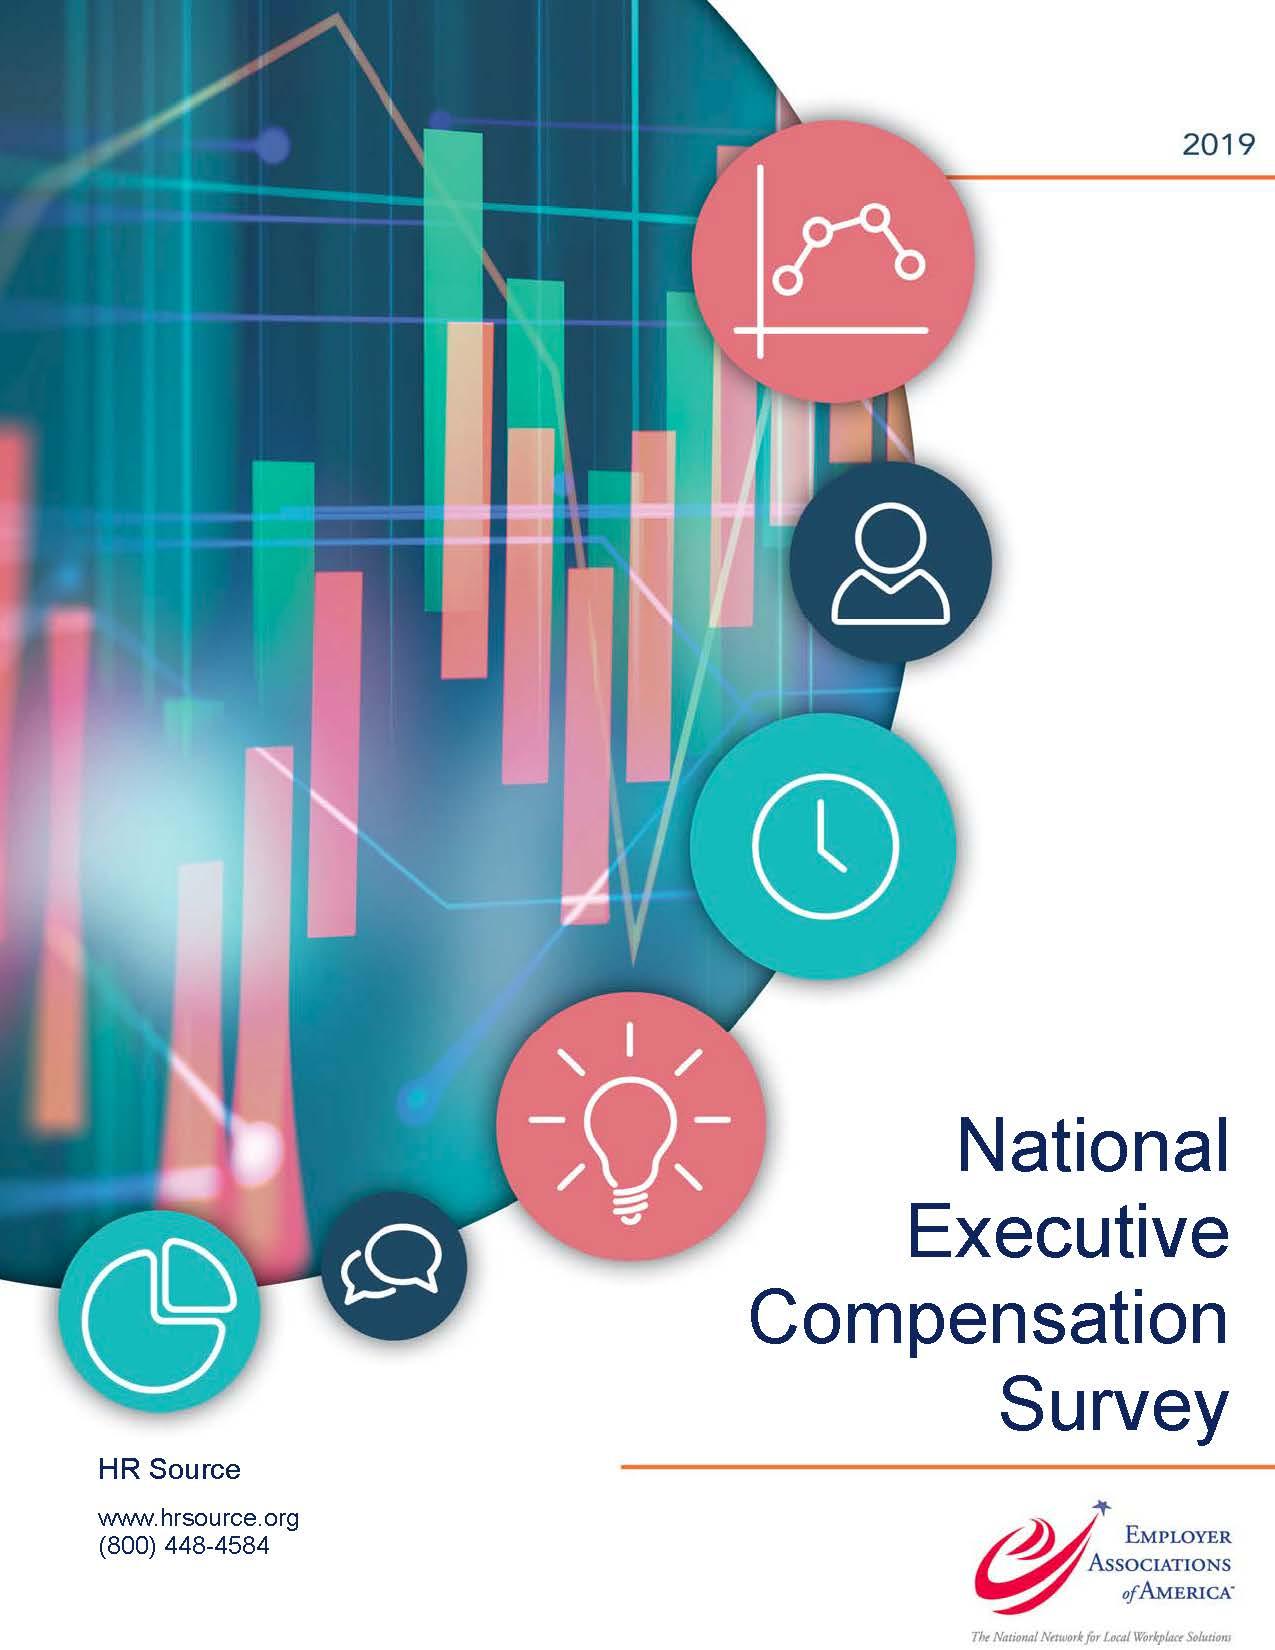 2019
National
Executive
Compensation
Survey
HR Source
www.hrsource.org
(800) 448-4584
EMPLOYER
ASSOCIATIONS
of AMERICA™
The National Network for Local Workplace Solutions